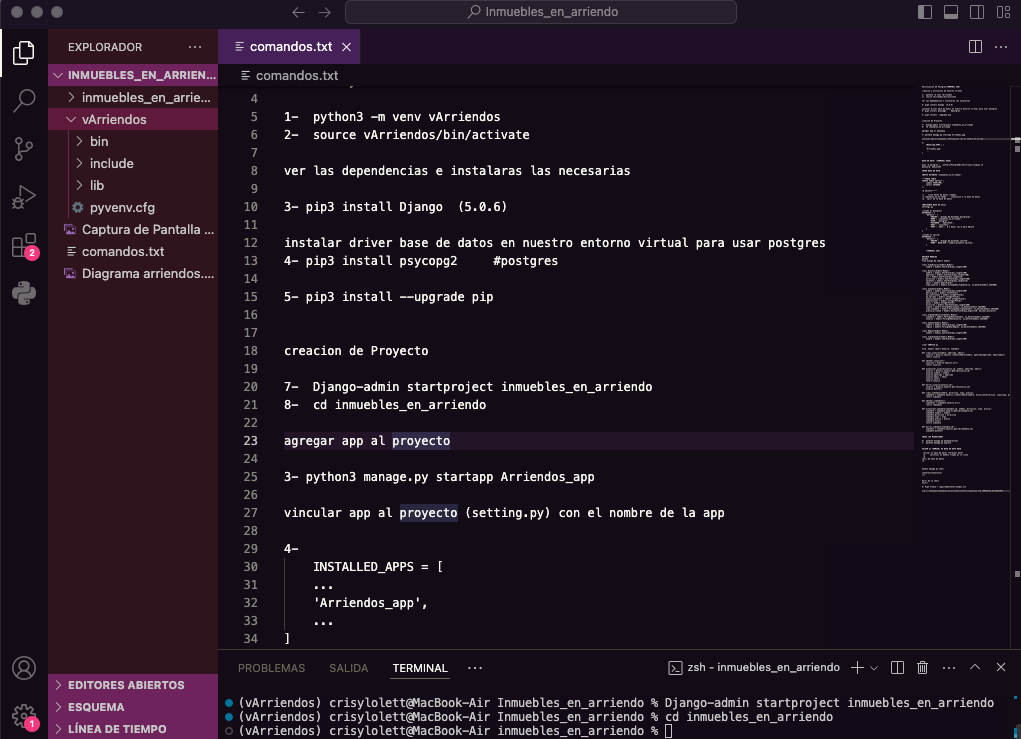 Inmuebles_en_arriendo
EXPLORADOR
INMUEBLES_EN_ARRIEN...
inmuebles_en_arrie...
vArriendos
bin
include
lib
pyvenv.cfg
Captura de Pantalla ...
comandos.txt
Diagrama arriendos....
EDITORES ABIERTOS
ESQUEMA
LÍNEA DE TIEMPO
2
1
comandos.txt
comandos.txt
4
5 1- python3 -m venv vArriendos
6 2- source vArriendos/bin/activate
7
8 ver las dependencias e instalaras las necesarias
9
10 3- pip3 install Django (5.0.6)
11
12 instalar driver base de datos en nuestro entorno virtual para usar postgres
13 4- pip3 install psycopg2 #postgres
14
15 5- pip3 install --upgrade pip
16
17
18 creacion de Proyecto
19
20 7- Django-admin startproject inmuebles_en_arriendo
21 8- cd inmuebles_en_arriendo
22
23 agregar app al proyecto
24
25 3- python3 manage.py startapp Arriendos_app
26
27 vincular app al proyecto (setting.py) con el nombre de la app
28
29 4-
30 INSTALLED_APPS = [
31 ...
32 'Arriendos_app',
33 ...
34 ]
PROBLEMAS SALIDA TERMINAL
zsh - inmuebles_en_arriendo
(vArriendos) crisylolett@MacBook-Air Inmuebles_en_arriendo % Django-admin startproject inmuebles_en_arriendo
(vArriendos) crisylolett@MacBook-Air Inmuebles_en_arriendo % cd inmuebles_en_arriendo
(vArriendos) crisylolett@MacBook-Air inmuebles_en_arriendo %